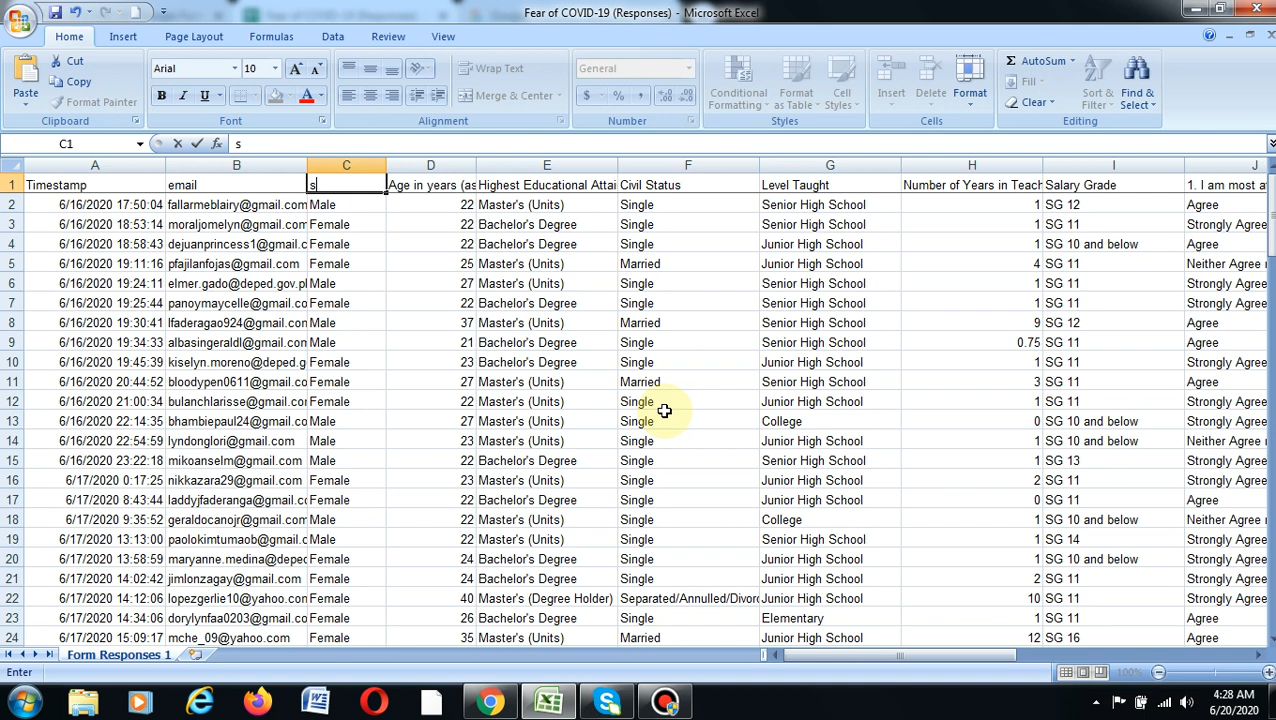 Fear of COVID-19 (Responses) - Microsoft Excel
Home Insert Page Layout Formulas Data Review View
Paste Cut Copy Format Painter Clipboard
Arial 10 B I U A Font
Wrap Text Merge & Center Alignment
General $ % , Number
Conditional Formatting Format as Table Cell Styles Styles
Insert Delete Format Cells
AutoSum Fill Clear Sort & Filter Find & Select Editing
C1 s
A B C D E F G H I J
1 Timestamp email s Age in years (as Highest Educational Attai Civil Status Level Taught Number of Years in Teach Salary Grade 1. I am most a
2 6/16/2020 17:50:04 fallarmeblairy@gmail.com Male 22 Master's (Units) Single Senior High School 1 SG 12 Agree
3 6/16/2020 18:53:14 moraljomelyn@gmail.com Female 22 Bachelor's Degree Single Senior High School 1 SG 11 Strongly Agree
4 6/16/2020 18:58:43 dejuanprincess1@gmail.c Female 22 Bachelor's Degree Single Junior High School 1 SG 10 and below Agree
5 6/16/2020 19:11:16 pfajilanfojas@gmail.com Female 25 Master's (Units) Married Junior High School 4 SG 11 Neither Agree
6 6/16/2020 19:24:11 elmer.gado@deped.gov.pl Male 27 Master's (Units) Single Senior High School 1 SG 11 Strongly Agree
7 6/16/2020 19:25:44 panoymaycelle@gmail.co Female 22 Bachelor's Degree Single Senior High School 1 SG 11 Strongly Agree
8 6/16/2020 19:30:41 lfaderagao924@gmail.con Male 37 Master's (Units) Married Senior High School 9 SG 12 Agree
9 6/16/2020 19:34:33 albasingeraldl@gmail.con Male 21 Bachelor's Degree Single Senior High School 0.75 SG 11 Agree
10 6/16/2020 19:45:39 kiselyn.moreno@deped.g Female 23 Bachelor's Degree Single Junior High School 1 SG 11 Strongly Agree
11 6/16/2020 20:44:52 bloodypen0611@gmail.co Female 27 Master's (Units) Married Senior High School 3 SG 11 Agree
12 6/16/2020 21:00:34 bulanchlarisse@gmail.co Female 22 Master's (Units) Single Junior High School 1 SG 11 Strongly Agree
13 6/16/2020 22:14:35 bhambiepaul24@gmail.co Male 27 Master's (Units) Single College 0 SG 10 and below Strongly Agree
14 6/16/2020 22:54:59 lyndonglori@gmail.com Male 23 Master's (Units) Single Junior High School 1 SG 10 and below Neither Agree
15 6/16/2020 23:22:18 mikoanselm@gmail.com Male 22 Bachelor's Degree Single Junior High School 1 SG 13 Strongly Agree
16 6/17/2020 0:17:25 nikkazara29@gmail.com Female 23 Master's (Units) Single Junior High School 2 SG 11 Strongly Agree
17 6/17/2020 8:43:44 laddyjfaderanga@gmail.cc Female 22 Bachelor's Degree Single Junior High School 0 SG 11 Agree
18 6/17/2020 9:35:52 geraldocanojr@gmail.com Male 22 Master's (Units) Single College 1 SG 10 and below Neither Agree
19 6/17/2020 13:13:00 paolokimtumaob@gmail.c Male 22 Master's (Units) Single Junior High School 1 SG 14 Strongly Agree
20 6/17/2020 13:58:59 maryanne.medina@depe Female 24 Bachelor's Degree Single Junior High School 1 SG 10 and below Strongly Agree
21 6/17/2020 14:02:42 jimlonzagay@gmail.com Female 24 Bachelor's Degree Single Junior High School 2 SG 11 Strongly Agree
22 6/17/2020 14:12:06 lopezgerlie10@yahoo.com Female 40 Master's (Degree Holder) Separated/Annulled/Divor Junior High School 10 SG 11 Strongly Agree
23 6/17/2020 14:34:06 dorylynfaa0203@gmail.co Female 26 Bachelor's Degree Single Elementary 1 SG 11 Agree
24 6/17/2020 15:09:17 mche_09@yahoo.com Female 35 Master's (Units) Married Junior High School 12 SG 16 Agree
Form Responses 1
Enter 100%
4:28 AM
6/20/2020